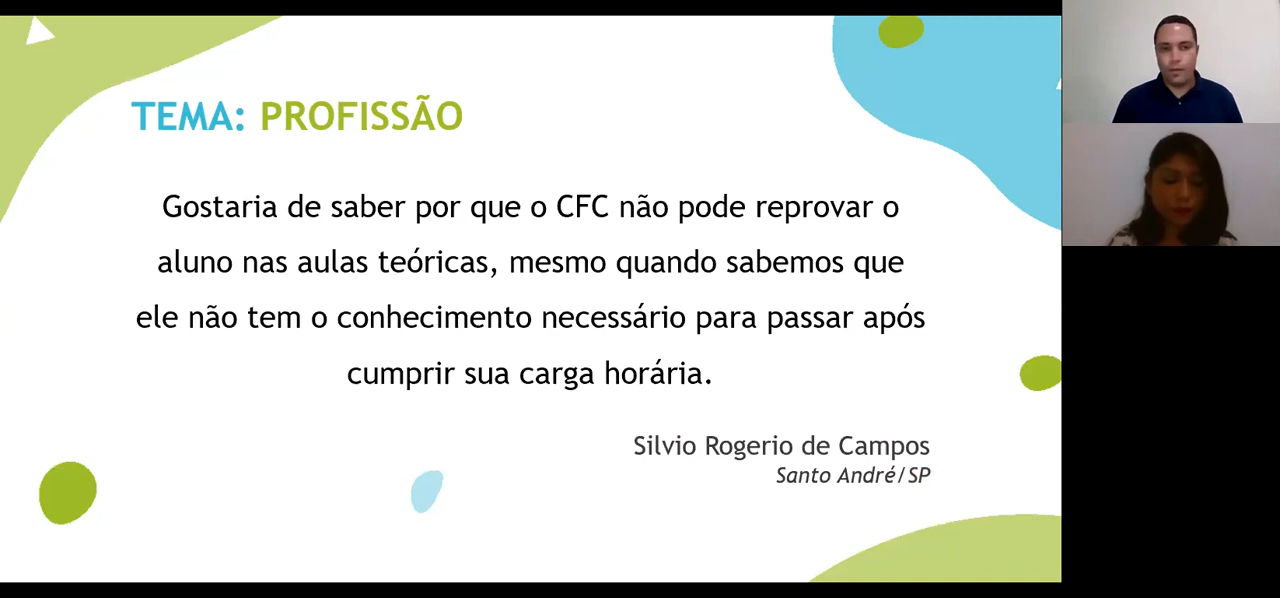 TEMA: PROFISSÃO
Gostaria de saber por que o CFC não pode reprovar o
aluno nas aulas teóricas, mesmo quando sabemos que
ele não tem o conhecimento necessário para passar após
cumprir sua carga horária.
Silvio Rogerio de Campos
Santo André/SP